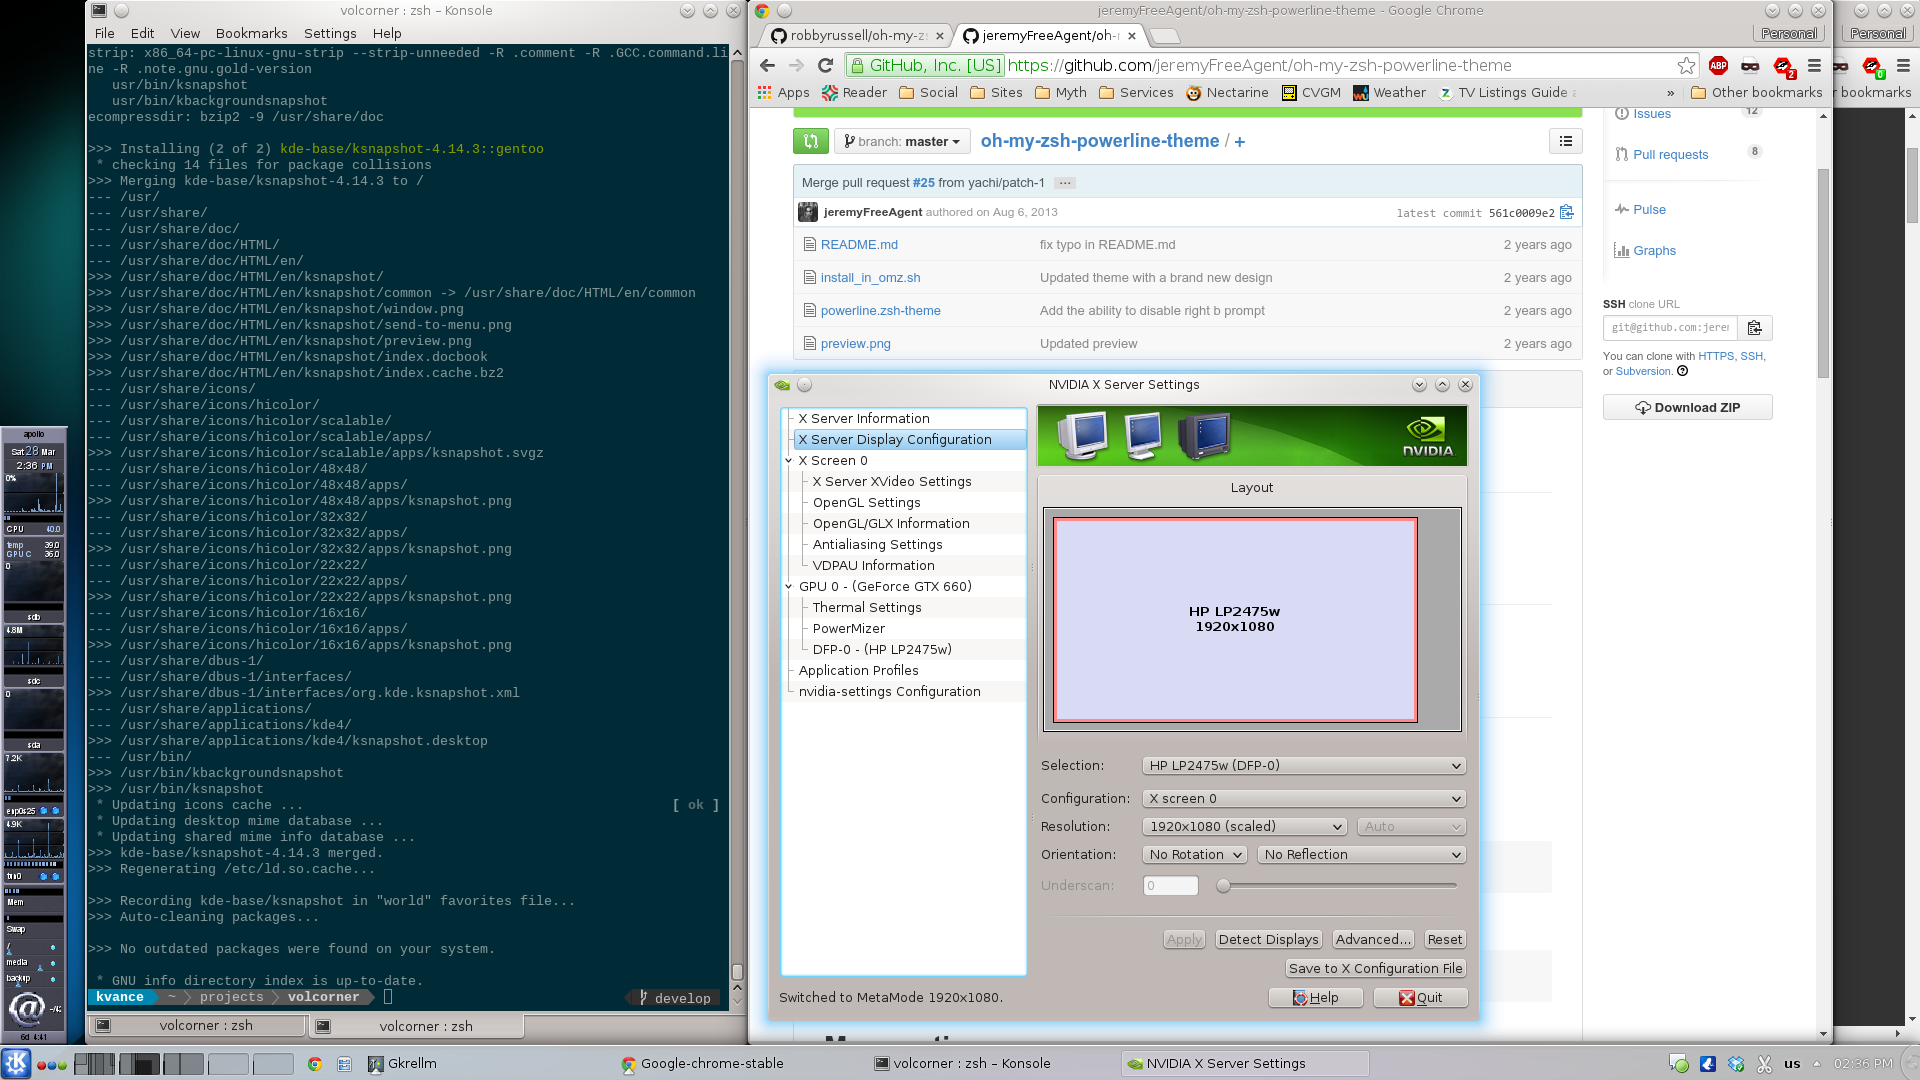 volcorner : zsh – Konsole
File Edit View Bookmarks Settings Help
strip: x86_64-pc-linux-gnu-strip --strip-unneeded -R .comment -R .GCC.command.li
ne -R .note.gnu.gold-version
usr/bin/ksnapshot
usr/bin/kbackgroundsnapshot
ecompressdir: bzip2 -9 /usr/share/doc
>>> Installing (2 of 2) kde-base/ksnapshot-4.14.3::gentoo
* checking 14 files for package collisions
>>> Merging kde-base/ksnapshot-4.14.3 to /
--- /usr/
--- /usr/share/
--- /usr/share/doc/
--- /usr/share/doc/HTML/
--- /usr/share/doc/HTML/en/
>>> /usr/share/doc/HTML/en/ksnapshot/
>>> /usr/share/doc/HTML/en/ksnapshot/common -> /usr/share/doc/HTML/en/common
>>> /usr/share/doc/HTML/en/ksnapshot/window.png
>>> /usr/share/doc/HTML/en/ksnapshot/send-to-menu.png
>>> /usr/share/doc/HTML/en/ksnapshot/preview.png
>>> /usr/share/doc/HTML/en/ksnapshot/index.docbook
>>> /usr/share/doc/HTML/en/ksnapshot/index.cache.bz2
--- /usr/share/icons/
--- /usr/share/icons/hicolor/
--- /usr/share/icons/hicolor/scalable/
--- /usr/share/icons/hicolor/scalable/apps/
>>> /usr/share/icons/hicolor/scalable/apps/ksnapshot.svgz
--- /usr/share/icons/hicolor/48x48/
--- /usr/share/icons/hicolor/48x48/apps/
>>> /usr/share/icons/hicolor/48x48/apps/ksnapshot.png
--- /usr/share/icons/hicolor/32x32/
--- /usr/share/icons/hicolor/32x32/apps/
>>> /usr/share/icons/hicolor/32x32/apps/ksnapshot.png
--- /usr/share/icons/hicolor/22x22/
--- /usr/share/icons/hicolor/22x22/apps/
>>> /usr/share/icons/hicolor/22x22/apps/ksnapshot.png
--- /usr/share/icons/hicolor/16x16/
--- /usr/share/icons/hicolor/16x16/apps/
>>> /usr/share/icons/hicolor/16x16/apps/ksnapshot.png
--- /usr/share/dbus-1/
--- /usr/share/dbus-1/interfaces/
>>> /usr/share/dbus-1/interfaces/org.kde.ksnapshot.xml
--- /usr/share/applications/
--- /usr/share/applications/kde4/
>>> /usr/share/applications/kde4/ksnapshot.desktop
--- /usr/bin/
>>> /usr/bin/kbackgroundsnapshot
>>> /usr/bin/ksnapshot
* Updating icons cache ... [ ok ]
* Updating desktop mime database ...
* Updating shared mime info database ...
>>> kde-base/ksnapshot-4.14.3 merged.
>>> Regenerating /etc/ld.so.cache...
>>> Recording kde-base/ksnapshot in "world" favorites file...
>>> Auto-cleaning packages...
>>> No outdated packages were found on your system.
* GNU info directory index is up-to-date.
kvance ~ projects volcorner develop
volcorner : zsh
volcorner : zsh
apollo
Sat 28 Mar
2:36 PM
0%
CPU 40.0
temp 39.0
GPU C 36.0
0
sdb
4.8M
sdc
0
sda
7.2K
enp0s25
4.9K
tun0
Mem
Swap
/
media
backup
6d 4:41
jeremyFreeAgent/oh-my-zsh-powerline-theme - Google Chrome
robbyrussell/oh-my-zs
jeremyFreeAgent/oh-
Personal
Personal
GitHub, Inc. [US] https://github.com/jeremyFreeAgent/oh-my-zsh-powerline-theme
ABP
2
0
Apps Reader Social Sites Myth Services Nectarine CVGM Weather TV Listings Guide » Other bookmarks
r bookmarks
branch: master
oh-my-zsh-powerline-theme / +
Merge pull request #25 from yachi/patch-1 ...
jeremyFreeAgent authored on Aug 6, 2013
latest commit 561c0009e2
README.md fix typo in README.md 2 years ago
install_in_omz.sh Updated theme with a brand new design 2 years ago
powerline.zsh-theme Add the ability to disable right b prompt 2 years ago
preview.png Updated preview 2 years ago
Issues 12
Pull requests 8
Pulse
Graphs
SSH clone URL
git@github.com:jerem
You can clone with HTTPS, SSH,
or Subversion.
Download ZIP
NVIDIA X Server Settings
X Server Information
X Server Display Configuration
X Screen 0
X Server XVideo Settings
OpenGL Settings
OpenGL/GLX Information
Antialiasing Settings
VDPAU Information
GPU 0 - (GeForce GTX 660)
Thermal Settings
PowerMizer
DFP-0 - (HP LP2475w)
Application Profiles
nvidia-settings Configuration
NVIDIA
Layout
HP LP2475w
1920x1080
Selection: HP LP2475w (DFP-0)
Configuration: X screen 0
Resolution: 1920x1080 (scaled) Auto
Orientation: No Rotation No Reflection
Underscan: 0
Apply Detect Displays Advanced... Reset
Save to X Configuration File
Switched to MetaMode 1920x1080.
Help Quit
Gkrellm
Google-chrome-stable
volcorner : zsh – Konsole
NVIDIA X Server Settings
us
02:36 PM